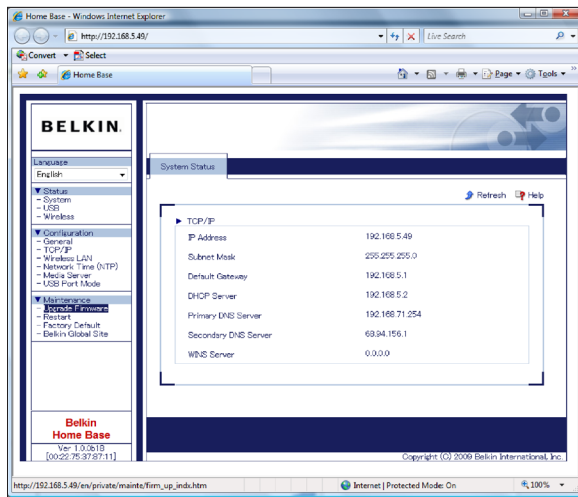 Home Base - Windows Internet Explorer
http://192.168.5.49/
Live Search
Convert
Select
Home Base
Page
Tools
BELKIN.
Language
English
Status
- System
- USB
- Wireless
Configuration
- General
- TCP/IP
- Wireless LAN
- Network Time (NTP)
- Media Server
- USB Port Mode
Maintenance
- Upgrade Firmware
- Restart
- Factory Default
- Belkin Global Site
Belkin
Home Base
Ver 1.0.0b18
[00:22:75:37:87:11]
System Status
Refresh
Help
TCP/IP
IP Address 192.168.5.49
Subnet Mask 255.255.255.0
Default Gateway 192.168.5.1
DHCP Server 192.168.5.2
Primary DNS Server 192.168.71.254
Secondary DNS Server 69.94.156.1
WINS Server 0.0.0.0
Copyright (C) 2009 Belkin International, Inc.
http://192.168.5.49/en/private/mainte/firm_up_indx.htm
Internet | Protected Mode: On
100%